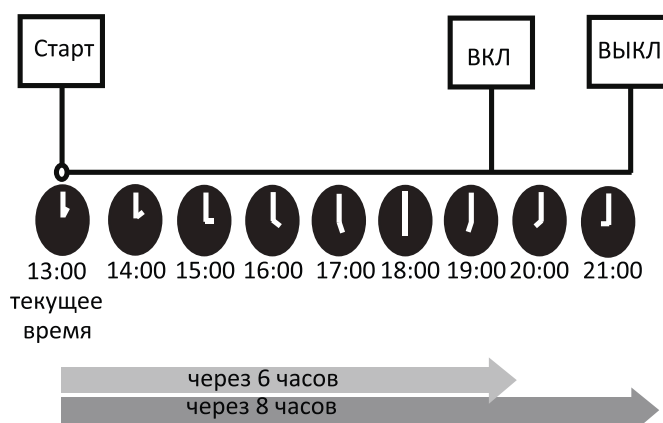 Старт
ВКЛ
ВЫКЛ
13:00 14:00 15:00 16:00 17:00 18:00 19:00 20:00 21:00
текущее
время
через 6 часов
через 8 часов